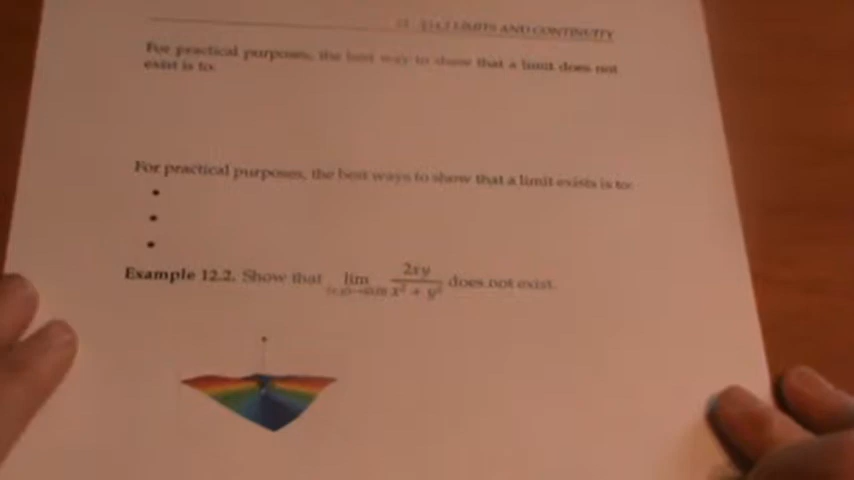 LIMITS AND CONTINUITY
For practical purposes, the best way to show that a limit does not
exist is to:
For practical purposes, the best ways to show that a limit exists is to:
•
•
•
Example 12.2. Show that lim (x,y)→(0,0) 2xy / x² + y² does not exist.